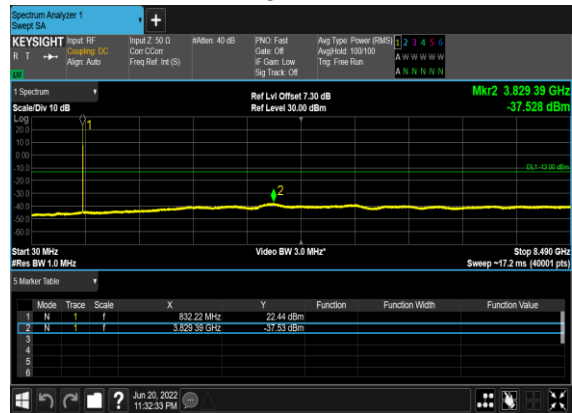 Spectrum Analyzer 1
Swept SA
KEYSIGHT Input: RF Input Z: 50 Ω #Atten: 40 dB PNO: Fast Avg Type: Power (RMS) 1 2 3 4 5 6
R T Coupling: DC Corr CCorr Gate: Off Avg|Hold: 100/100 A W W W W W
Align: Auto Freq Ref: Int (S) IF Gain: Low Trig: Free Run
Sig Track: Off A N N N N N
1 Spectrum Ref Lvl Offset 7.30 dB Mkr2 3.829 39 GHz
Scale/Div 10 dB Ref Level 30.00 dBm -37.528 dBm
Log
1
20.0
10.0
0.00
-10.0 DL1 -13.00 dBm
-20.0
-30.0 2
-40.0
-50.0
-60.0
Start 30 MHz Video BW 3.0 MHz* Stop 8.490 GHz
#Res BW 1.0 MHz Sweep ~17.2 ms (40001 pts)
5 Marker Table
Mode Trace Scale X Y Function Function Width Function Value
1 N 1 f 832.22 MHz 22.44 dBm
2 N 1 f 3.829 39 GHz -37.53 dBm
3
4
5
6
? Jun 20, 2022
11:32:33 PM